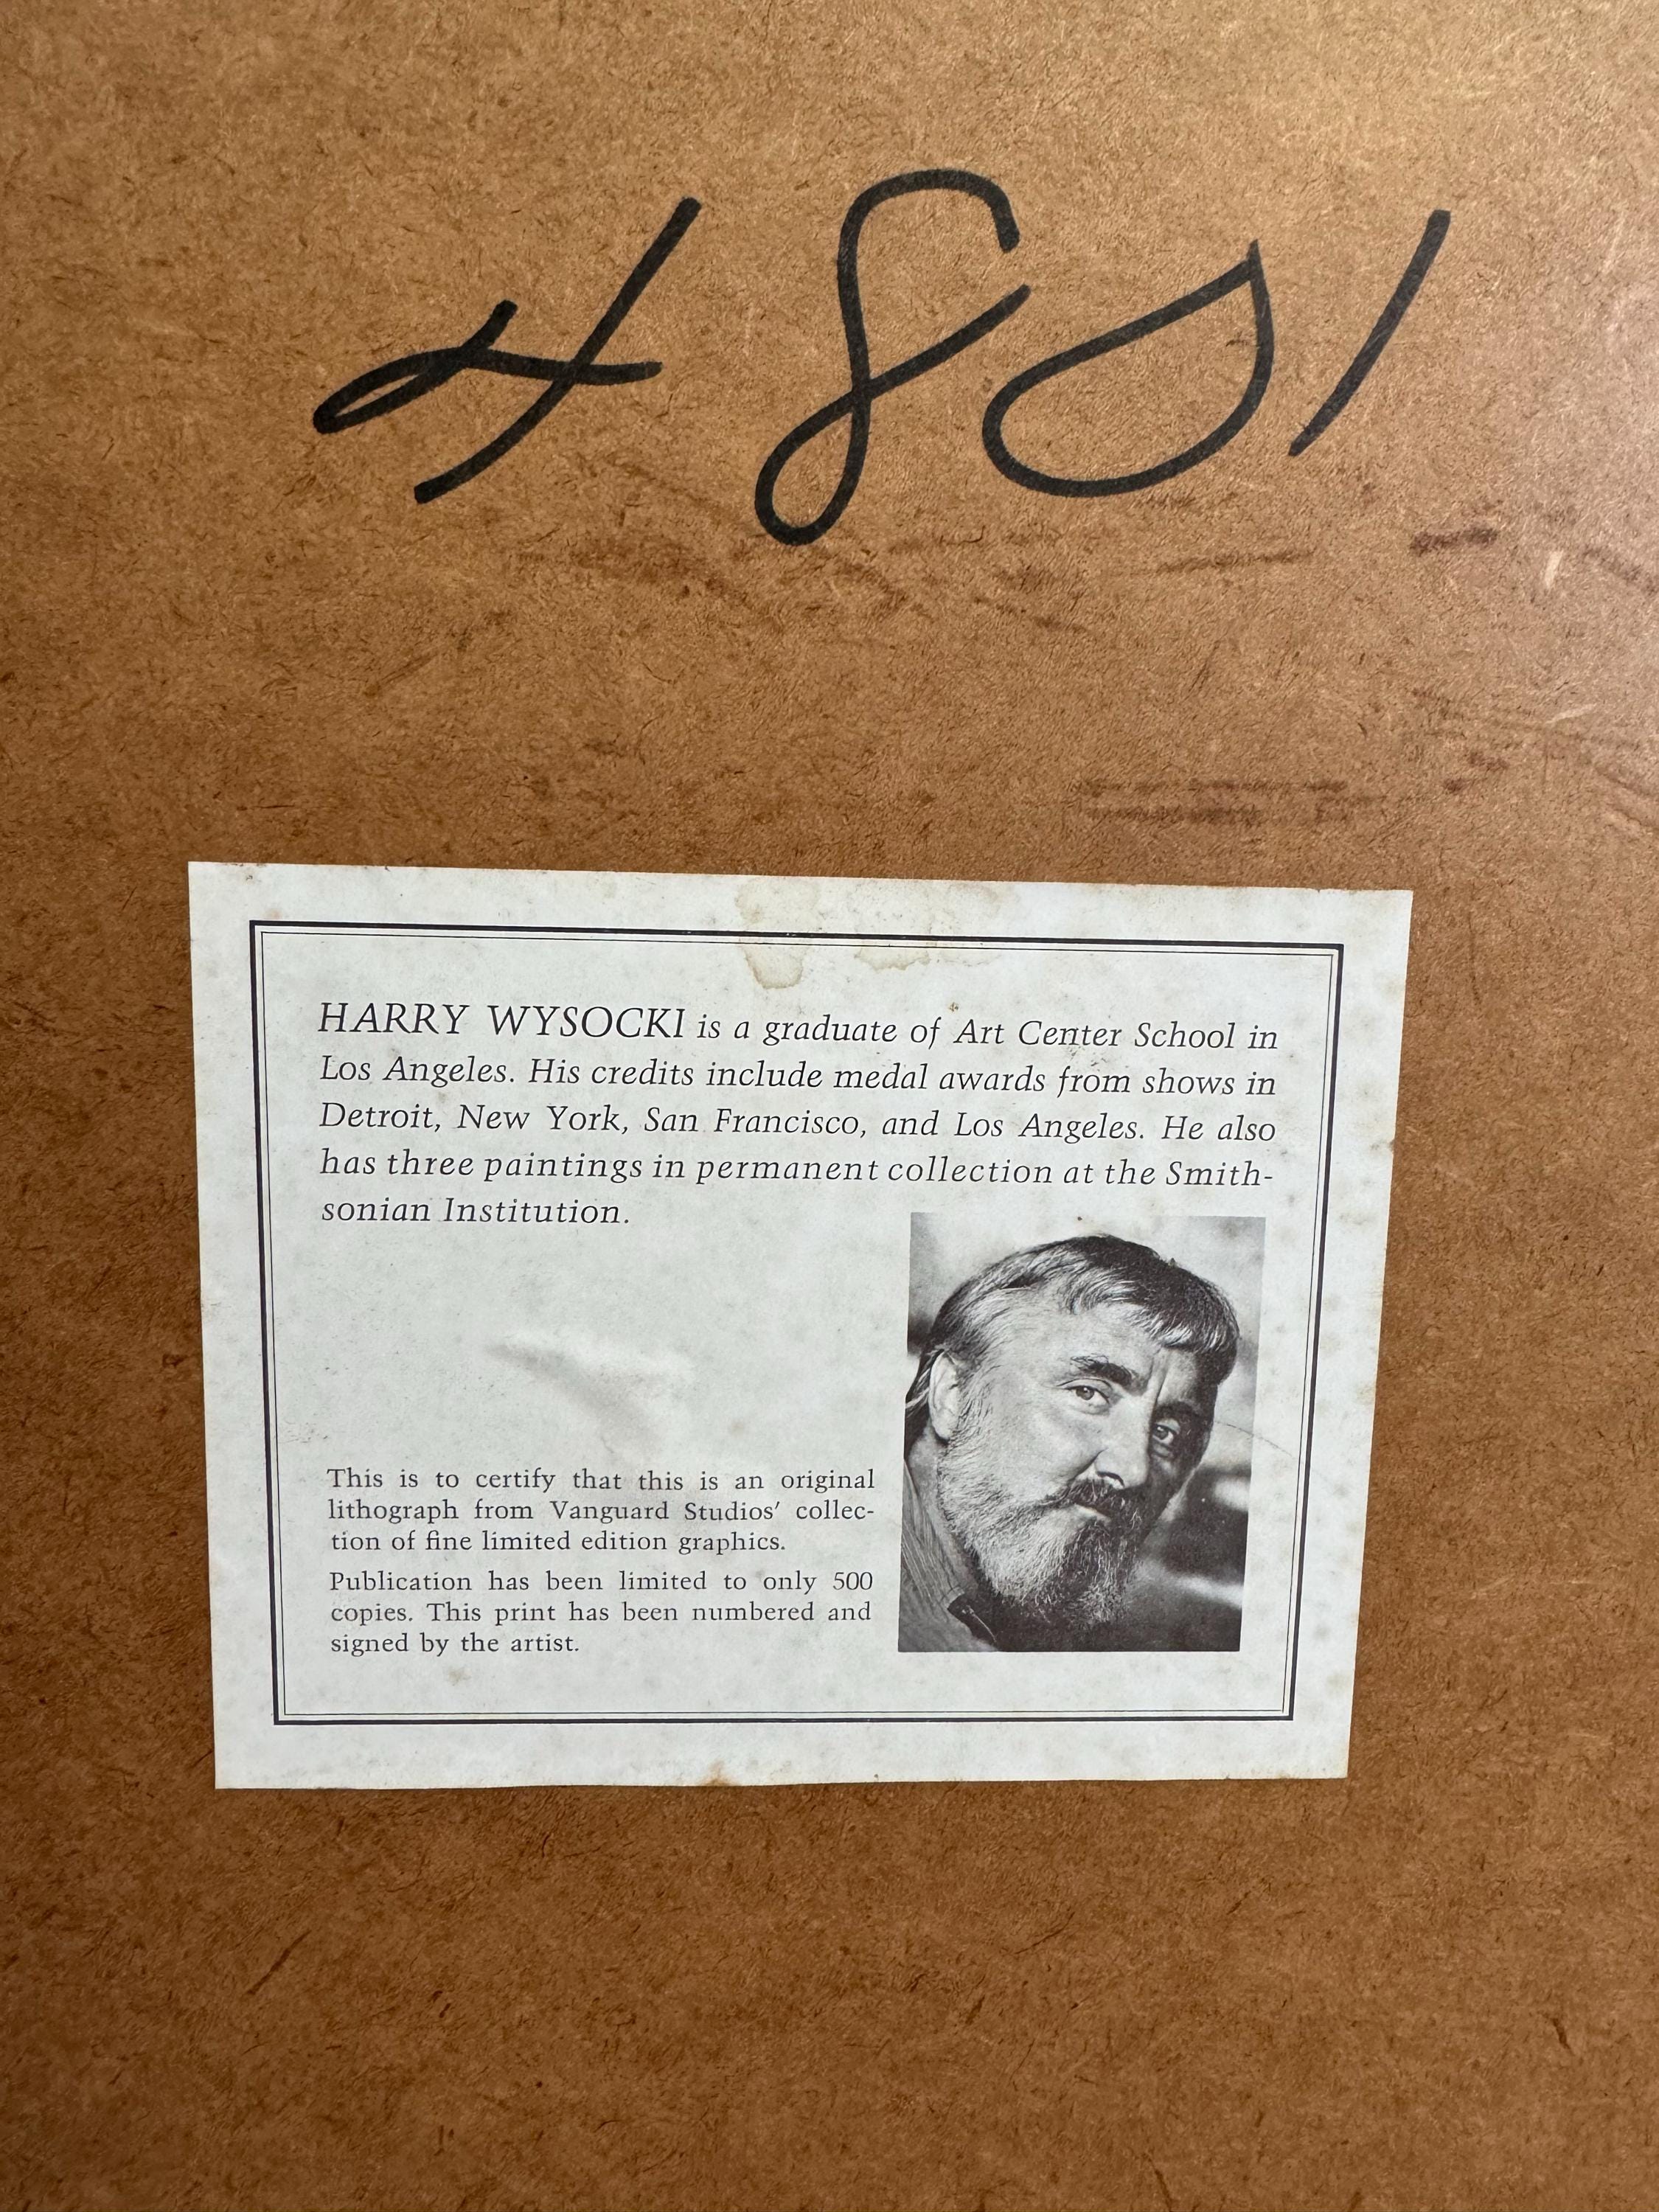 4801
HARRY WYSOCKI is a graduate of Art Center School in
Los Angeles. His credits include medal awards from shows in
Detroit, New York, San Francisco, and Los Angeles. He also
has three paintings in permanent collection at the Smith-
sonian Institution.
This is to certify that this is an original
lithograph from Vanguard Studios' collec-
tion of fine limited edition graphics.
Publication has been limited to only 500
copies. This print has been numbered and
signed by the artist.